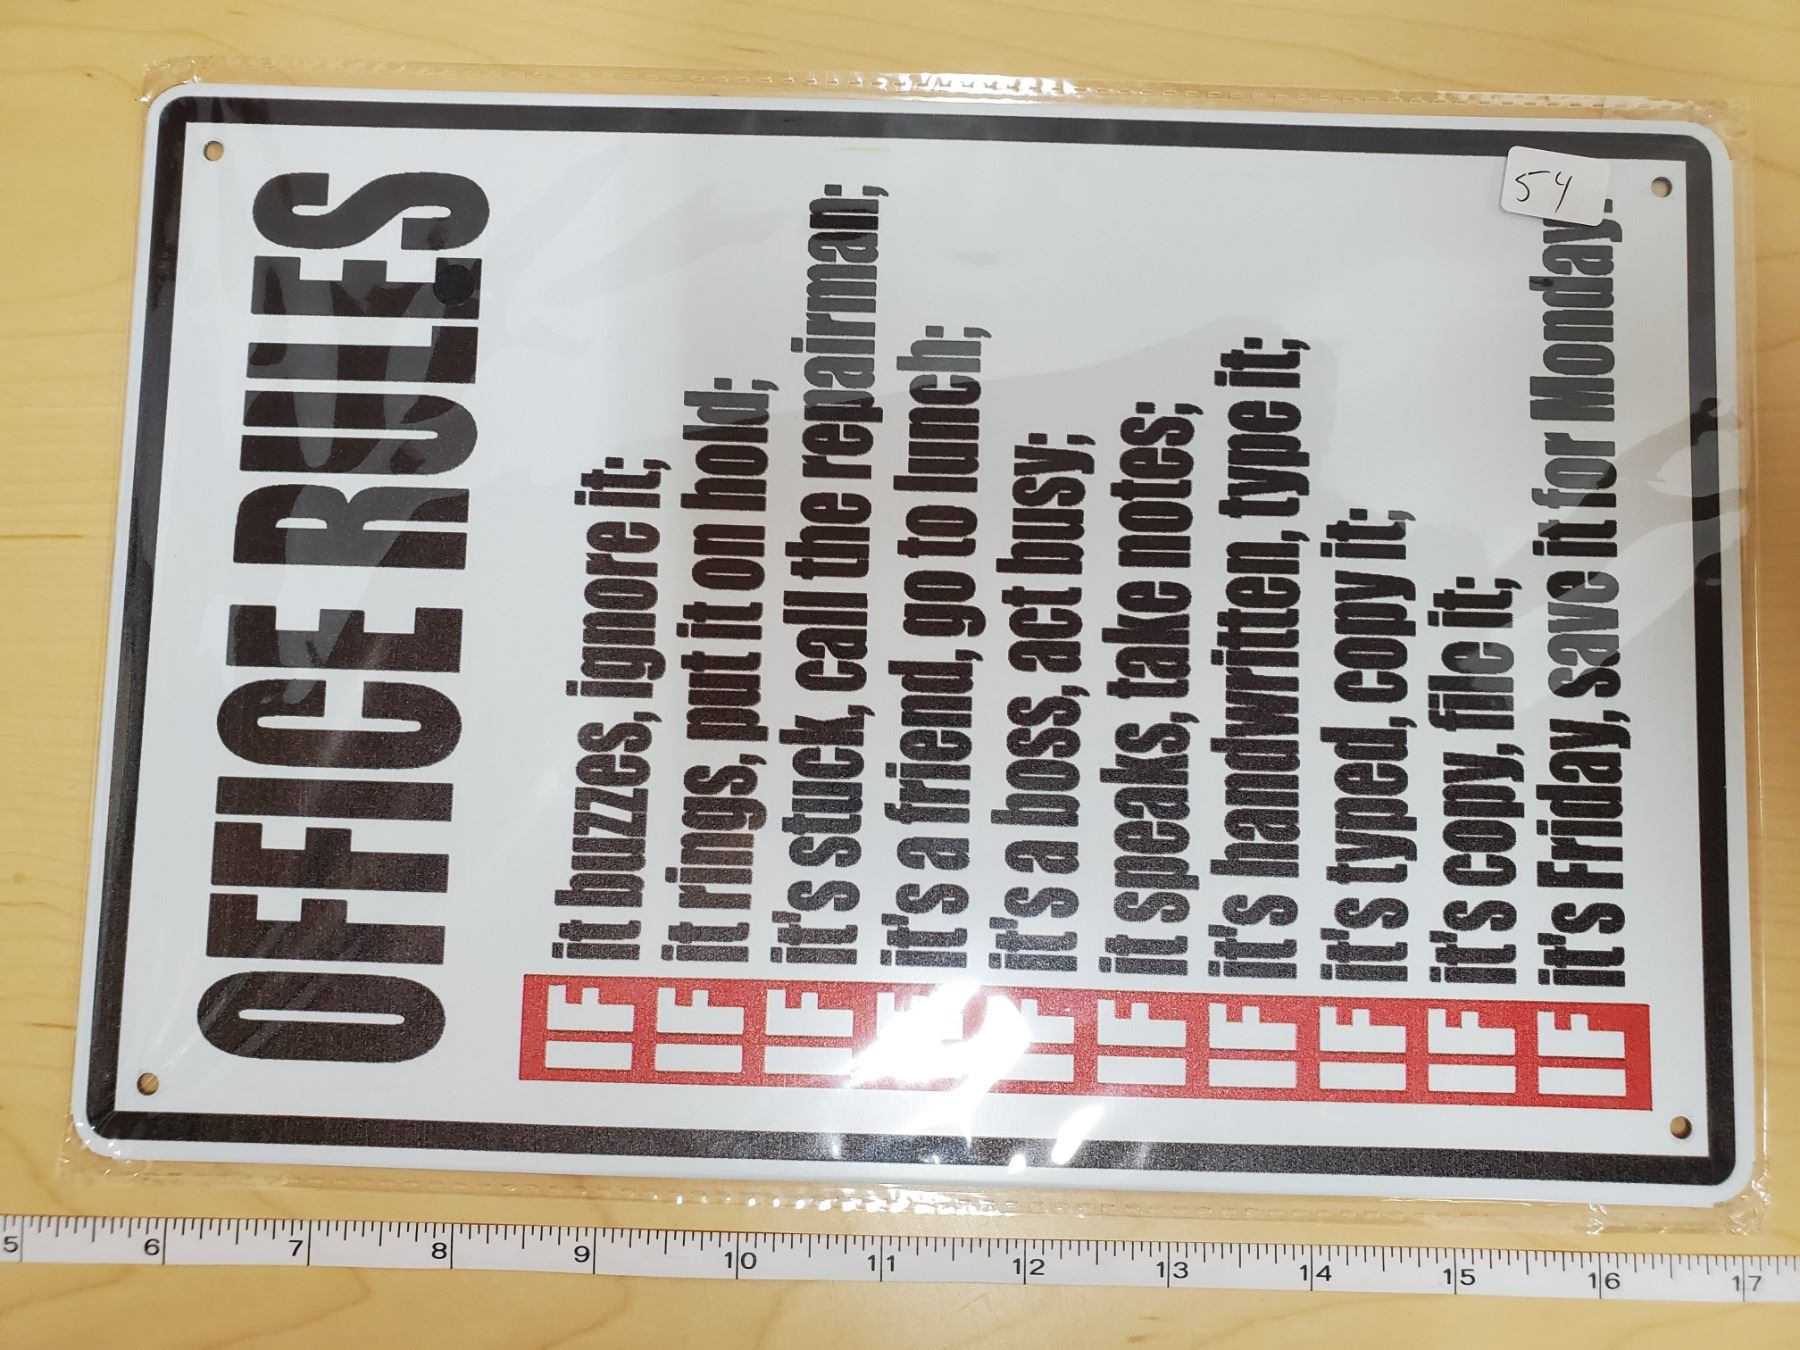 OFFICE RULES
IF it buzzes, ignore it;
IF it rings, put it on hold;
IF it's stuck, call the repairman;
IF it's a friend, go to lunch;
IF it's a boss, act busy;
IF it speaks, take notes;
IF it's handwritten, type it;
IF it's typed, copy it;
IF it's copy, file it;
IF it's Friday, save it for Monday.
54
5 6 7 8 9 10 11 12 13 14 15 16 17